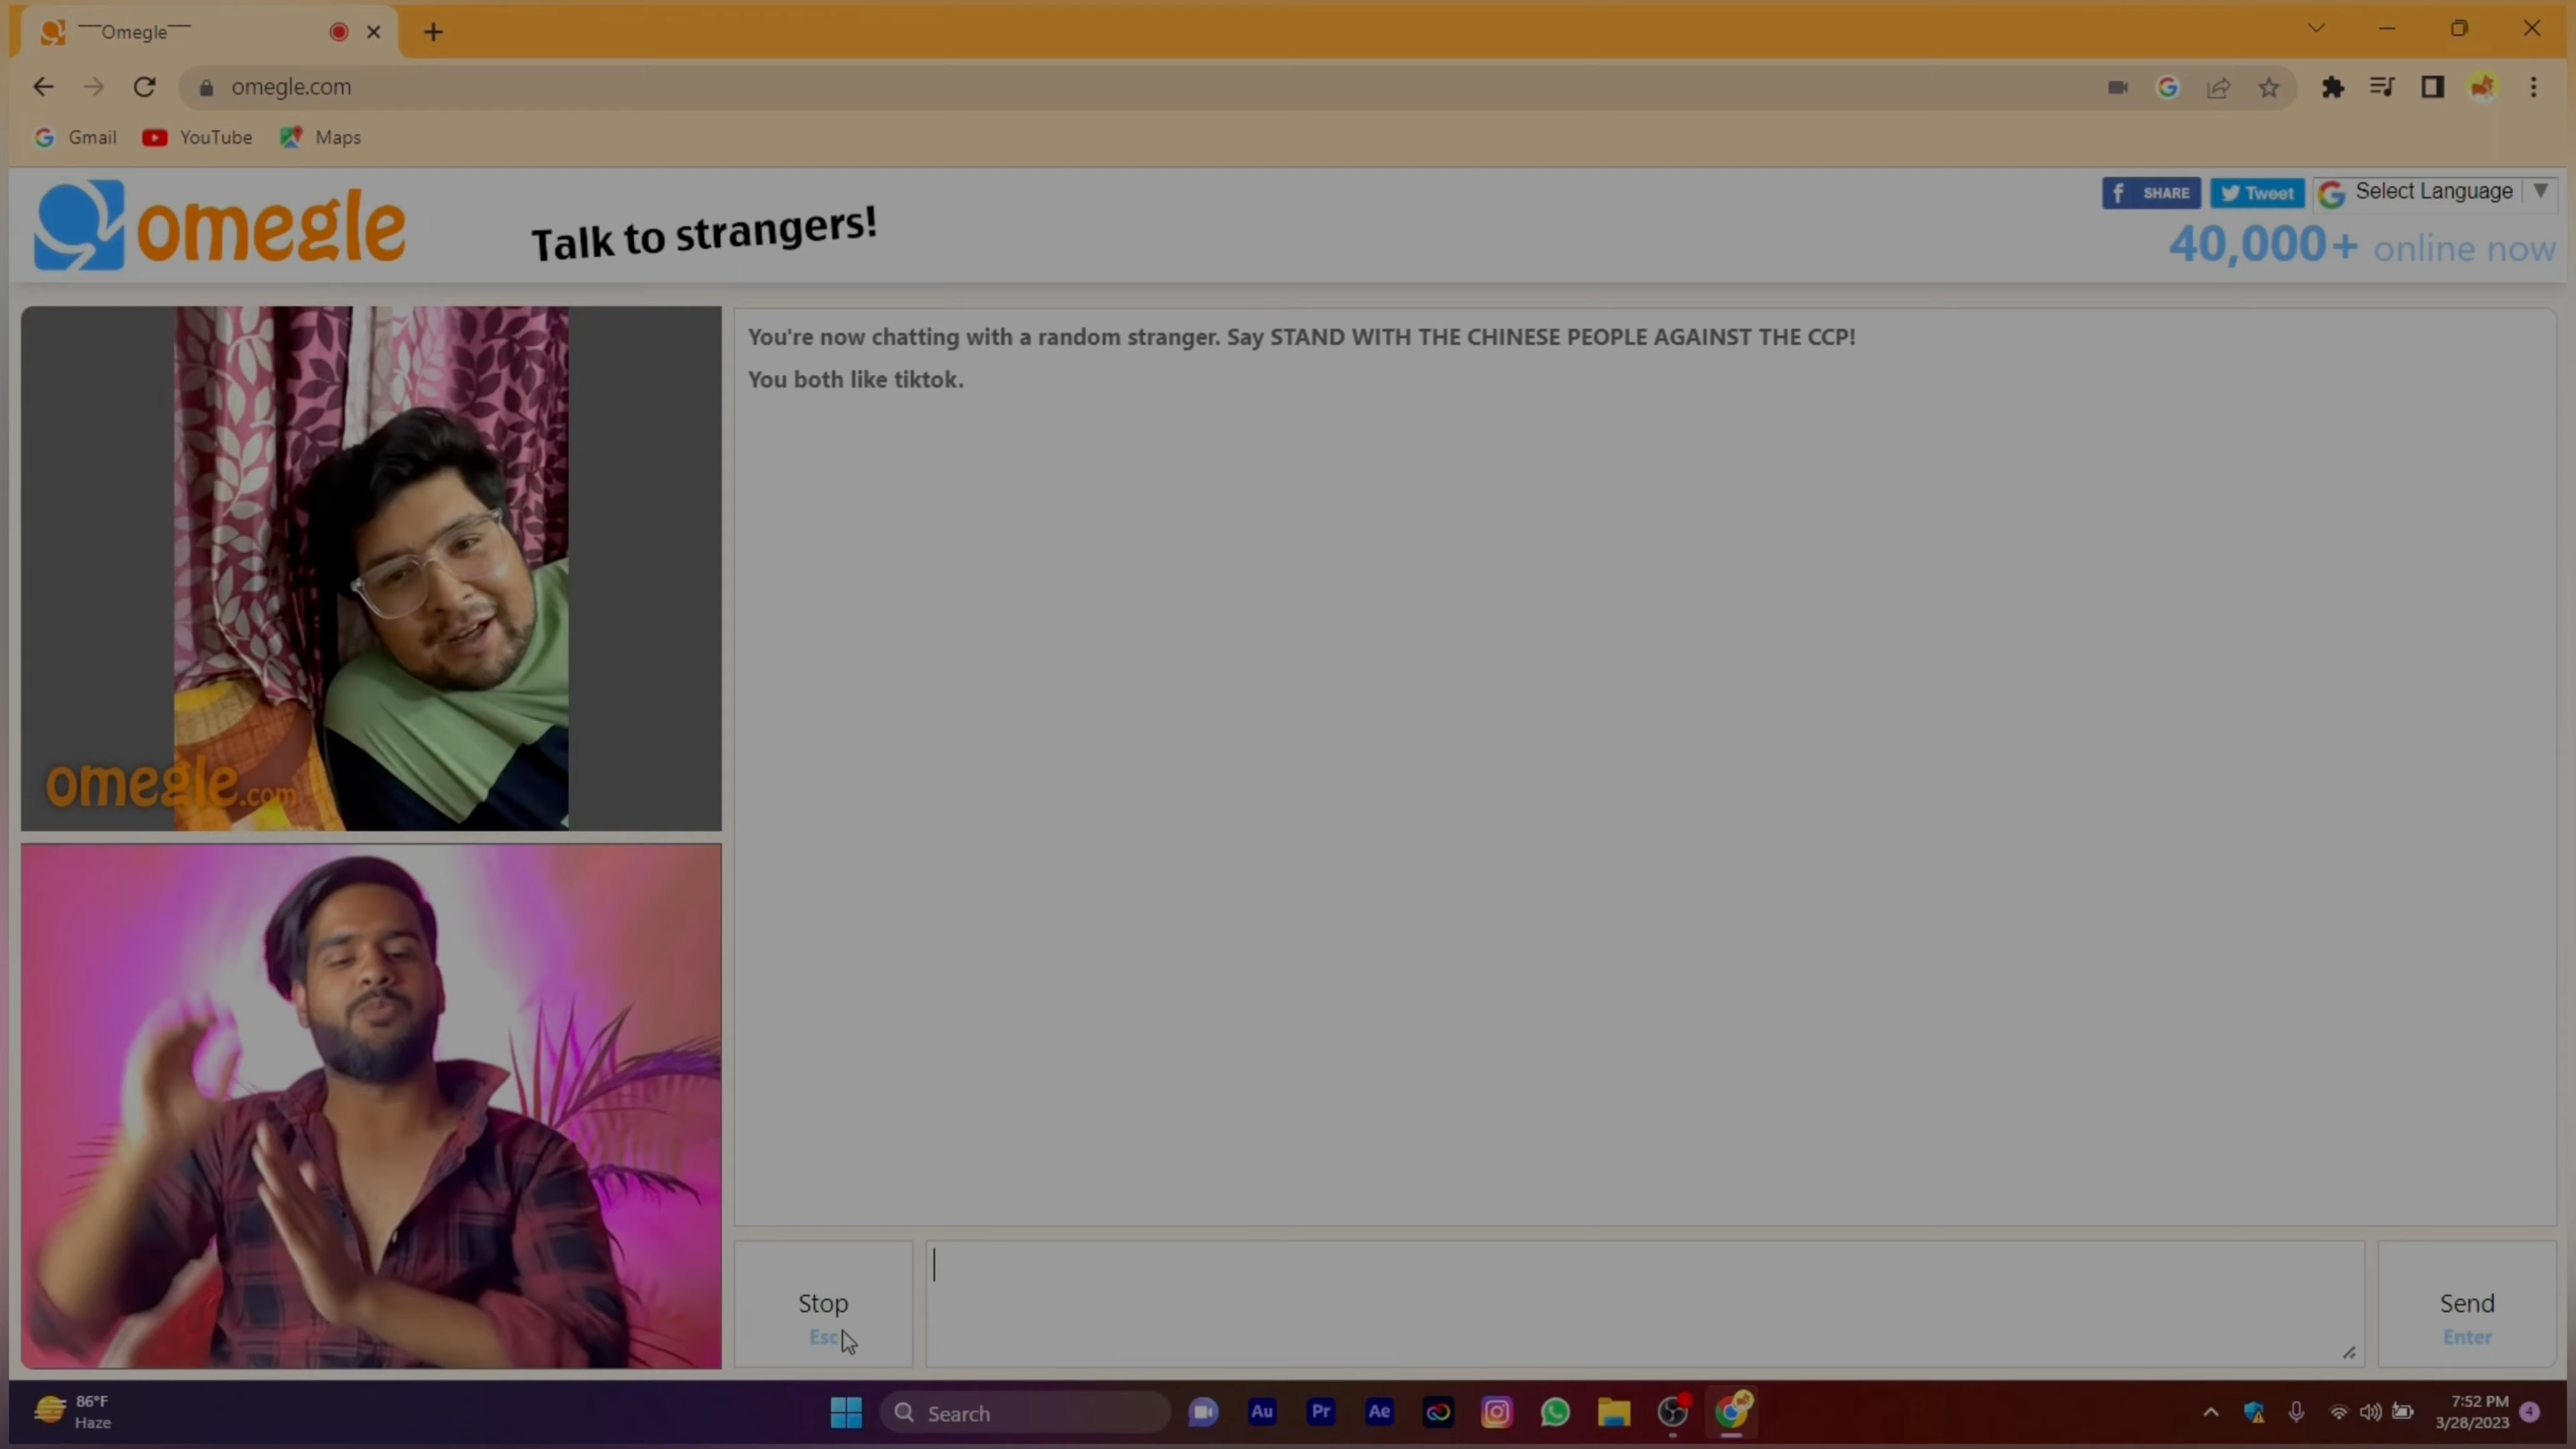 Omegle
omegle.com
Gmail
YouTube
Maps
omegle
Talk to strangers!
SHARE
Tweet
Select Language
40,000+ online now
You're now chatting with a random stranger. Say STAND WITH THE CHINESE PEOPLE AGAINST THE CCP!
You both like tiktok.
omegle.com
Stop
Esc
Send
Enter
86°F
Haze
Search
Au
Pr
Ae
7:52 PM
3/28/2023
4